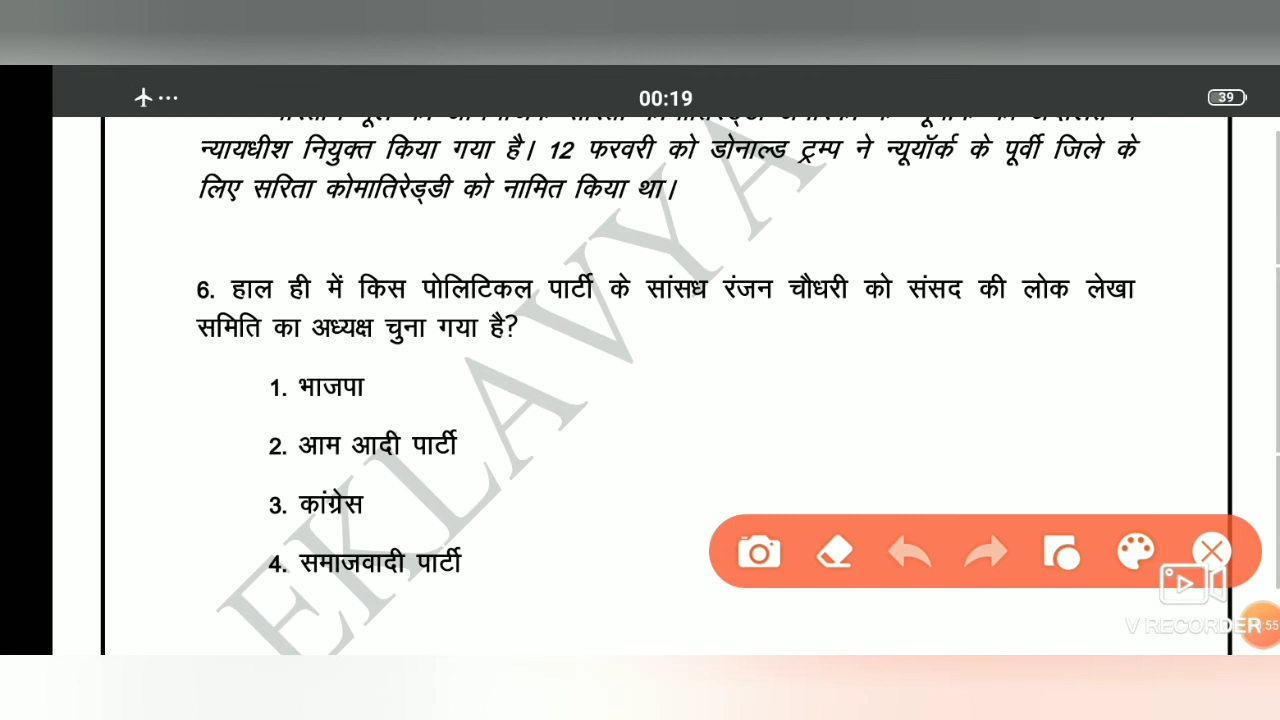 00:19
39
न्यायधीश नियुक्त किया गया है। 12 फरवरी को डोनाल्ड ट्रम्प ने न्यूयॉर्क के पूर्वी जिले के
लिए सरिता कोमातिरेड्डी को नामित किया था।
6. हाल ही में किस पोलिटिकल पार्टी के सांसध रंजन चौधरी को संसद की लोक लेखा
समिति का अध्यक्ष चुना गया है?
1. भाजपा
2. आम आदी पार्टी
3. कांग्रेस
4. समाजवादी पार्टी
EKLAVYA
V RECORDER
:55